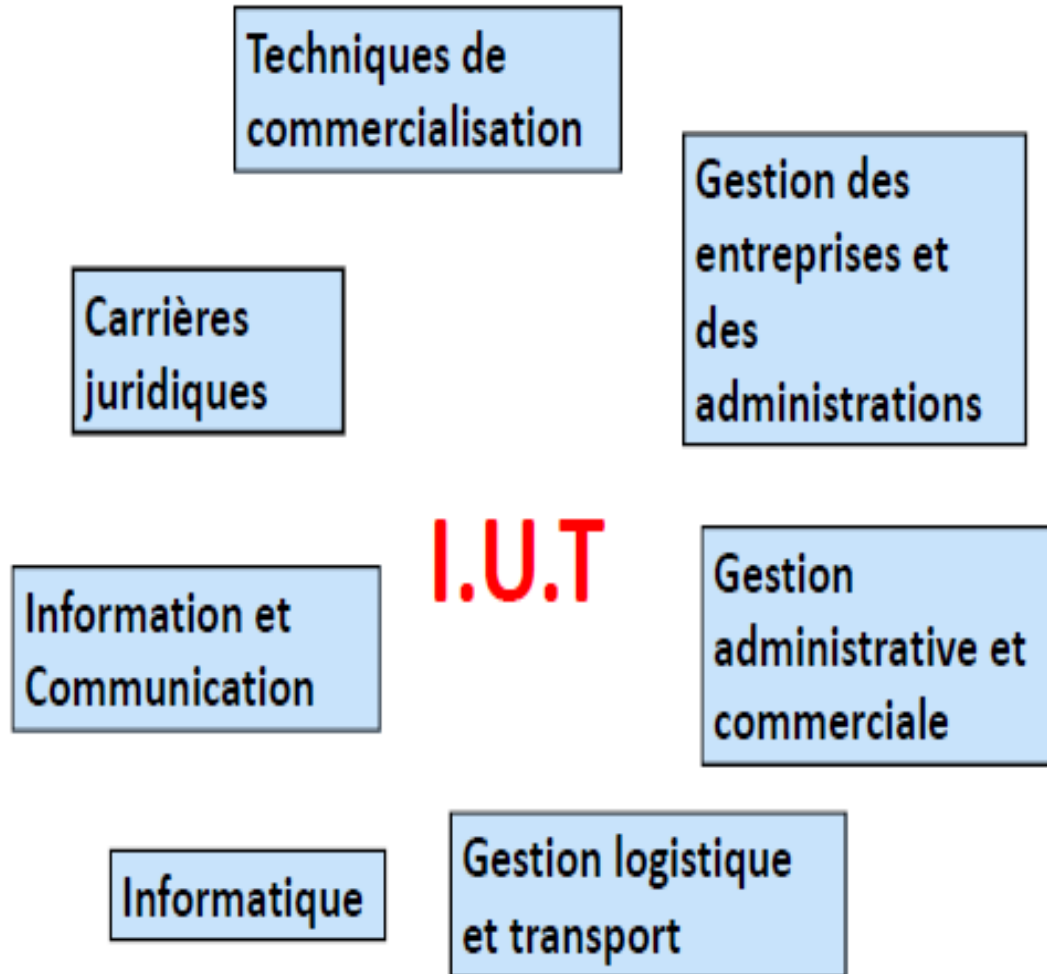 Techniques de
commercialisation
Gestion des
entreprises et
des
administrations
Carrières
juridiques
I.U.T
Gestion
administrative et
commerciale
Information et
Communication
Gestion logistique
et transport
Informatique